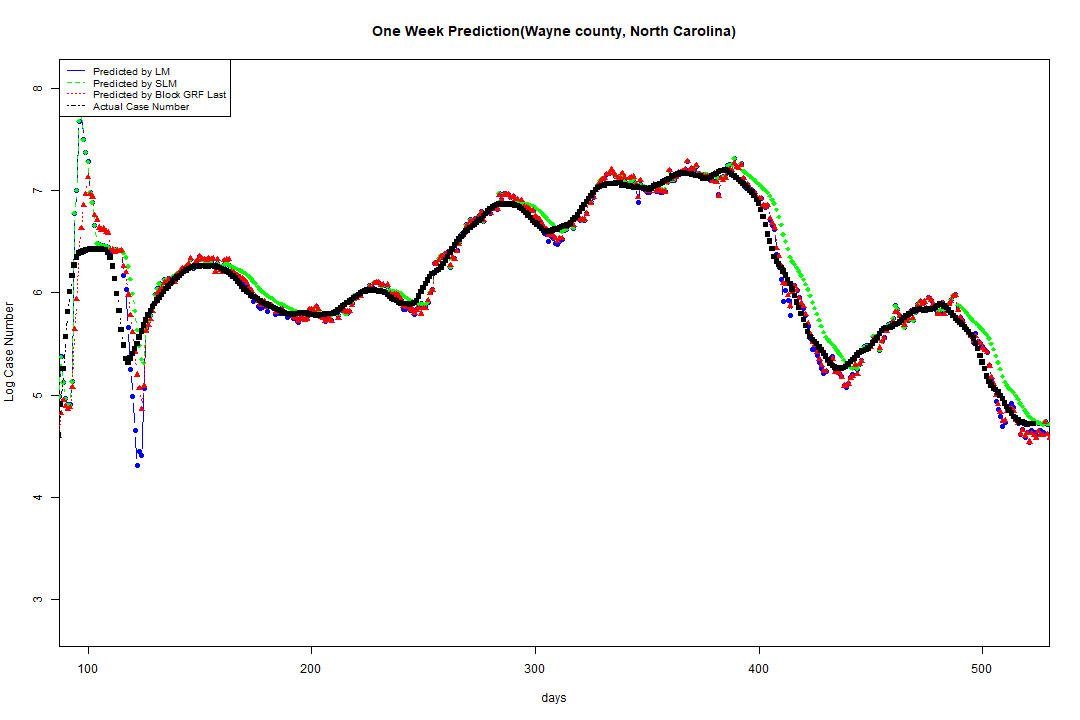 One Week Prediction(Wayne county, North Carolina)
Predicted by LM
Predicted by SLM
Predicted by Block GRF Last
Actual Case Number
8
7
6
5
4
3
Log Case Number
100 200 300 400 500
days